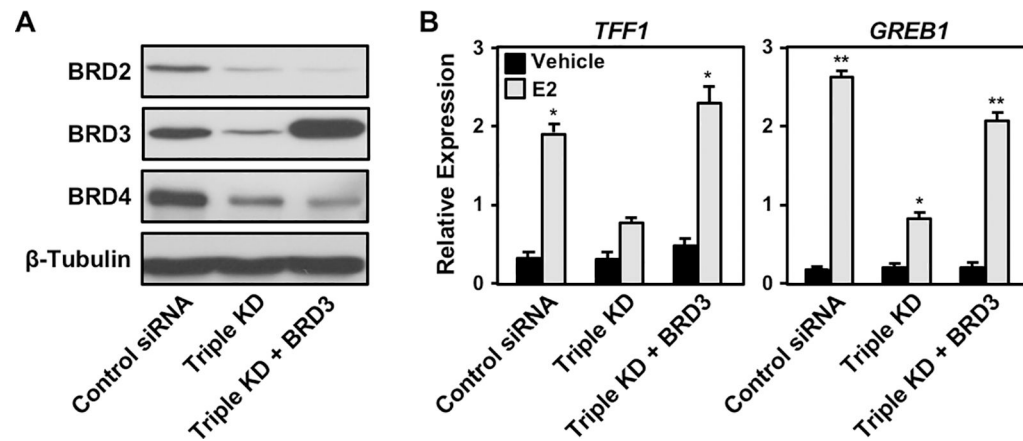 A
BRD2
BRD3
BRD4
β-Tubulin
Control siRNA
Triple KD
Triple KD + BRD3
B
TFF1
GREB1
Relative Expression
3
2
1
0
Vehicle
E2
*
*
Control siRNA
Triple KD
Triple KD + BRD3
3
2
1
0
**
*
**
Control siRNA
Triple KD
Triple KD + BRD3